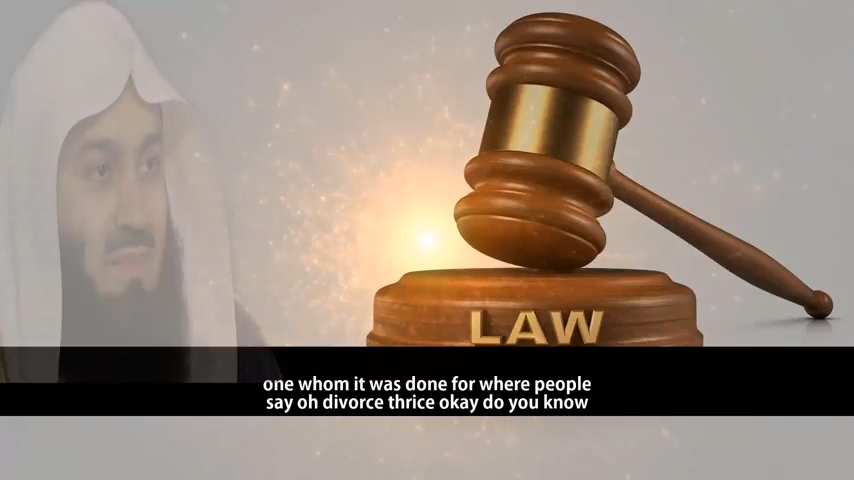 LAW
one whom it was done for where people
say oh divorce thrice okay do you know